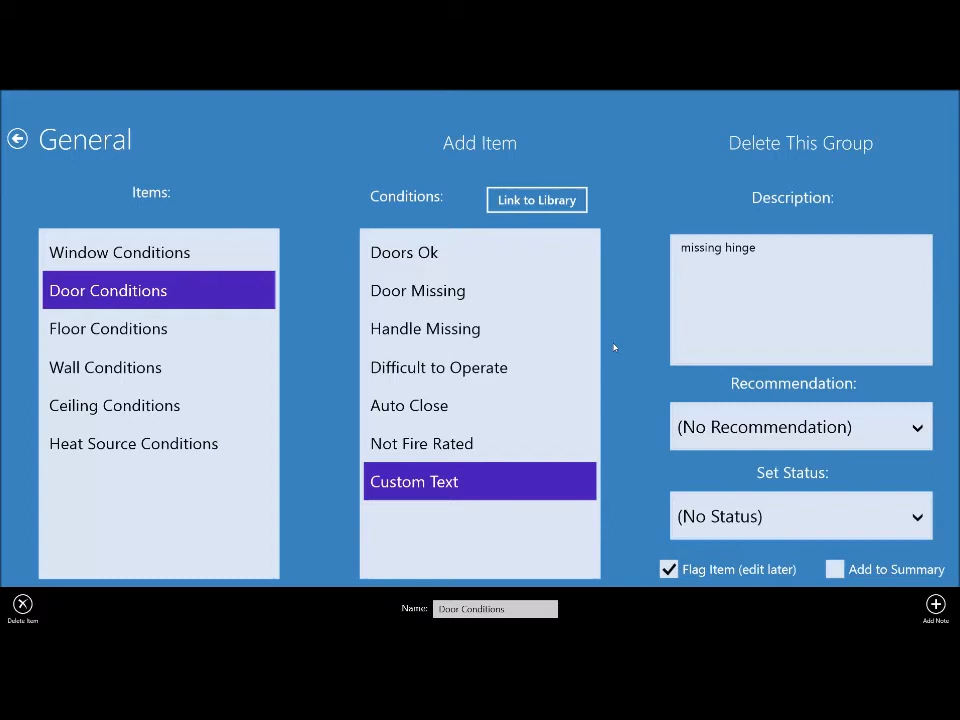 General
Add Item
Delete This Group
Items:
Window Conditions
Door Conditions
Floor Conditions
Wall Conditions
Ceiling Conditions
Heat Source Conditions
Conditions:
Link to Library
Doors Ok
Door Missing
Handle Missing
Difficult to Operate
Auto Close
Not Fire Rated
Custom Text
Description:
missing hinge
Recommendation:
(No Recommendation)
Set Status:
(No Status)
Flag Item (edit later)
Add to Summary
Delete Item
Name:
Door Conditions
Add Note